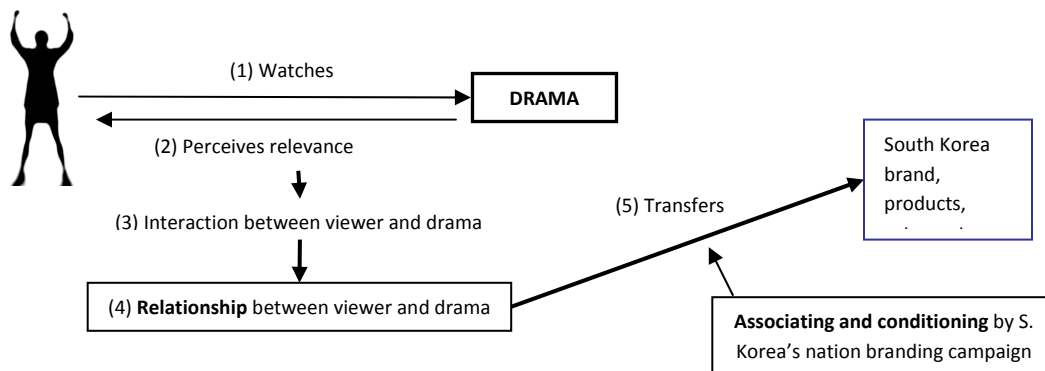 (1) Watches
DRAMA
(2) Perceives relevance
(3) Interaction between viewer and drama
(4) Relationship between viewer and drama
(5) Transfers
South Korea
brand,
products,
Associating and conditioning by S.
Korea's nation branding campaign